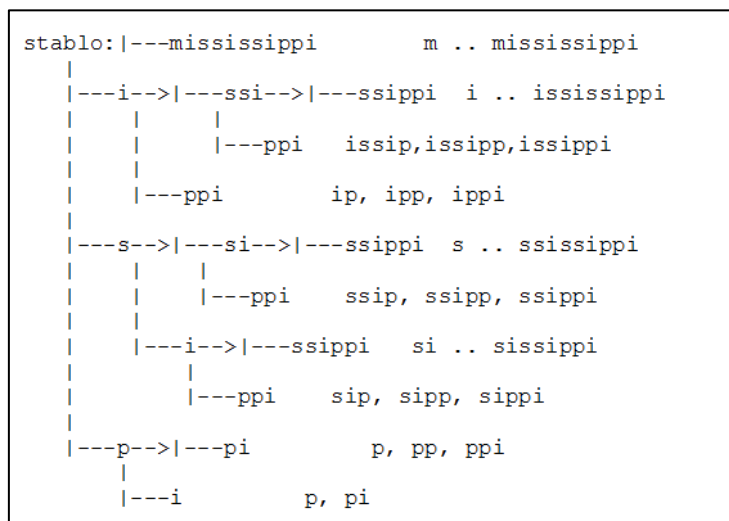 stablo:|---mississippi        m .. mississippi
   |
   |---i-->|---ssi-->|---ssippi  i .. ississippi
   |    |     |
   |    |     |---ppi    issip,issipp,issippi
   |    |
   |    |---ppi         ip, ipp, ippi
   |
   |---s-->|---si-->|---ssippi  s .. ssissippi
   |    |    |
   |    |    |---ppi    ssip, ssipp, ssippi
   |    |
   |    |---i-->|---ssippi   si .. sissippi
   |        |
   |        |---ppi    sip, sipp, sippi
   |
   |---p-->|---pi        p, pp, ppi
       |
       |---i        p, pi